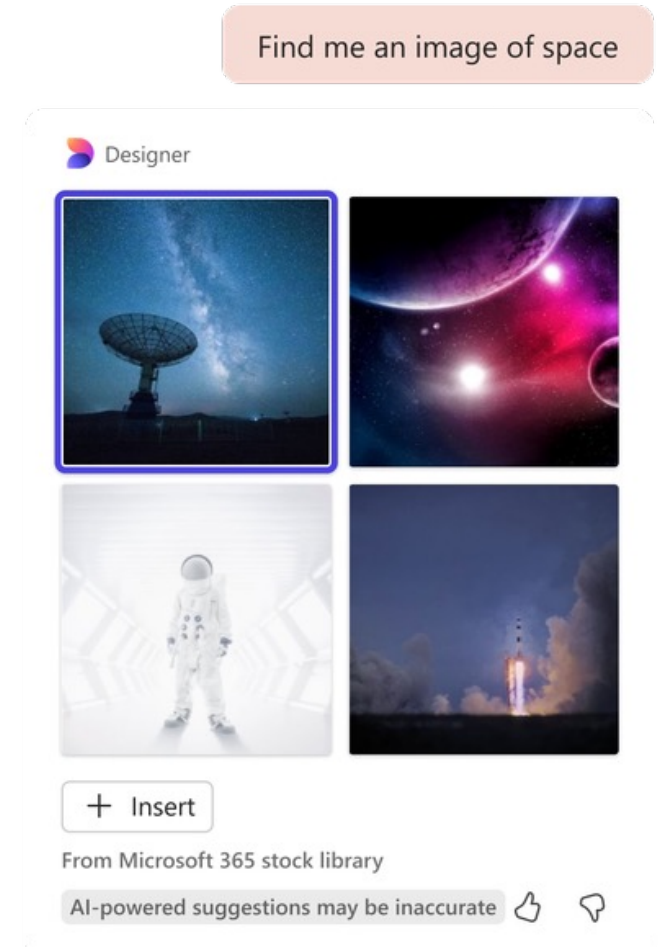 Find me an image of space
Designer
+ Insert
From Microsoft 365 stock library
AI-powered suggestions may be inaccurate